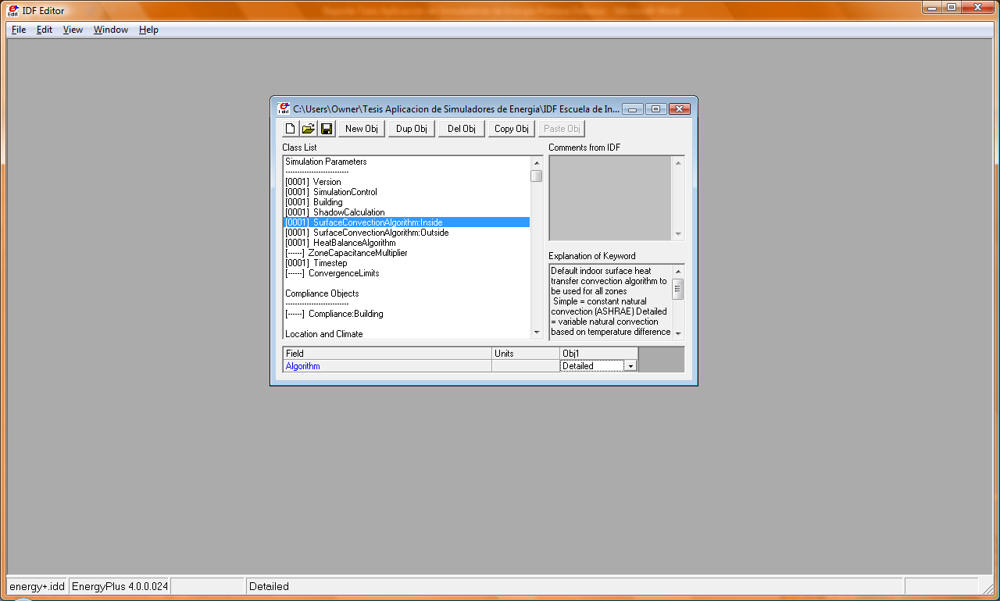 IDF Editor
File Edit View Window Help
C:\Users\Owner\Tesis Aplicacion de Simuladores de Energia\IDF Escuela de In...
New Obj Dup Obj Del Obj Copy Obj Paste Obj
Class List
Comments from IDF
Simulation Parameters
---------------------------
[0001] Version
[0001] SimulationControl
[0001] Building
[0001] ShadowCalculation
[0001] SurfaceConvectionAlgorithm:Inside
[0001] SurfaceConvectionAlgorithm:Outside
[0001] HeatBalanceAlgorithm
[------] ZoneCapacitanceMultiplier
[0001] Timestep
[------] ConvergenceLimits
Compliance Objects
---------------------------
[------] Compliance:Building
Location and Climate
Explanation of Keyword
Default indoor surface heat
transfer convection algorithm to
be used for all zones
Simple = constant natural
convection (ASHRAE) Detailed
= variable natural convection
based on temperature difference
Field Units Obj1
Algorithm Detailed
energy+.idd EnergyPlus 4.0.0.024 Detailed